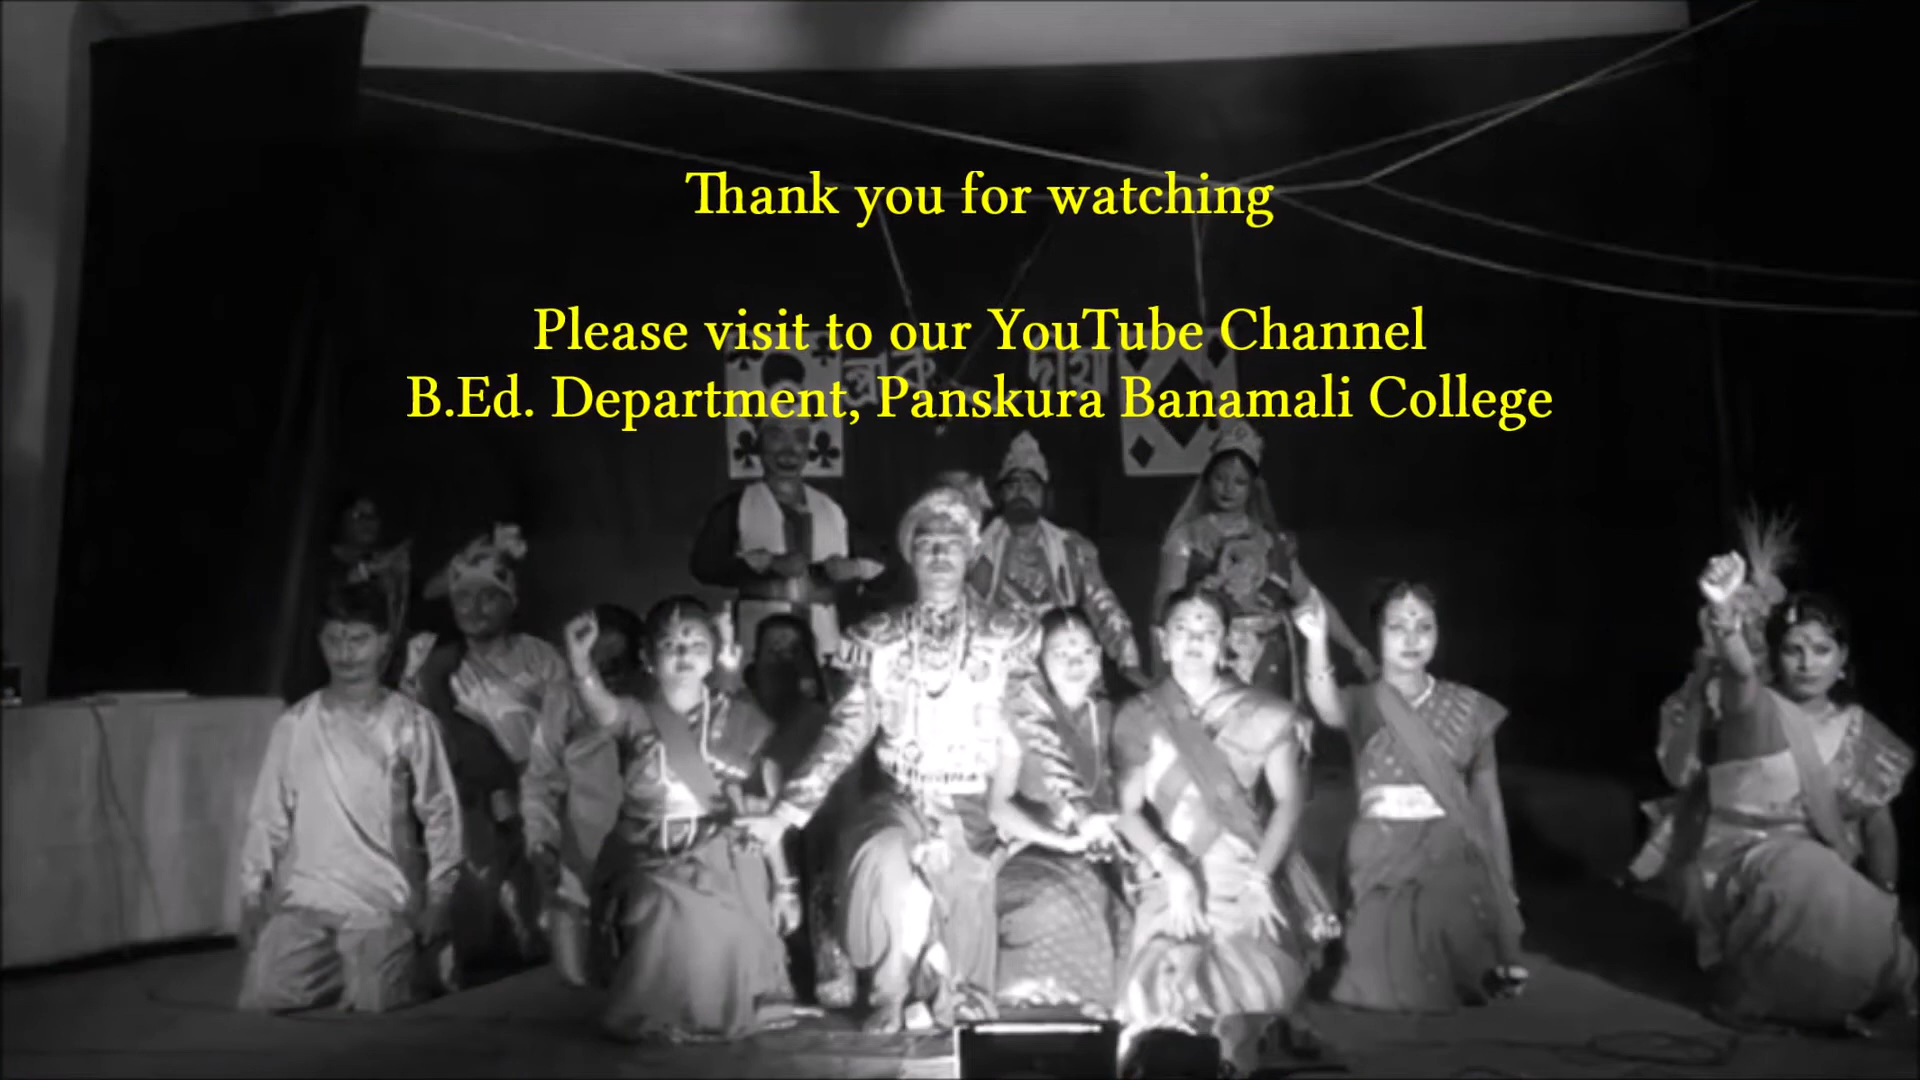 Thank you for watching
Please visit to our YouTube Channel
B.Ed. Department, Panskura Banamali College